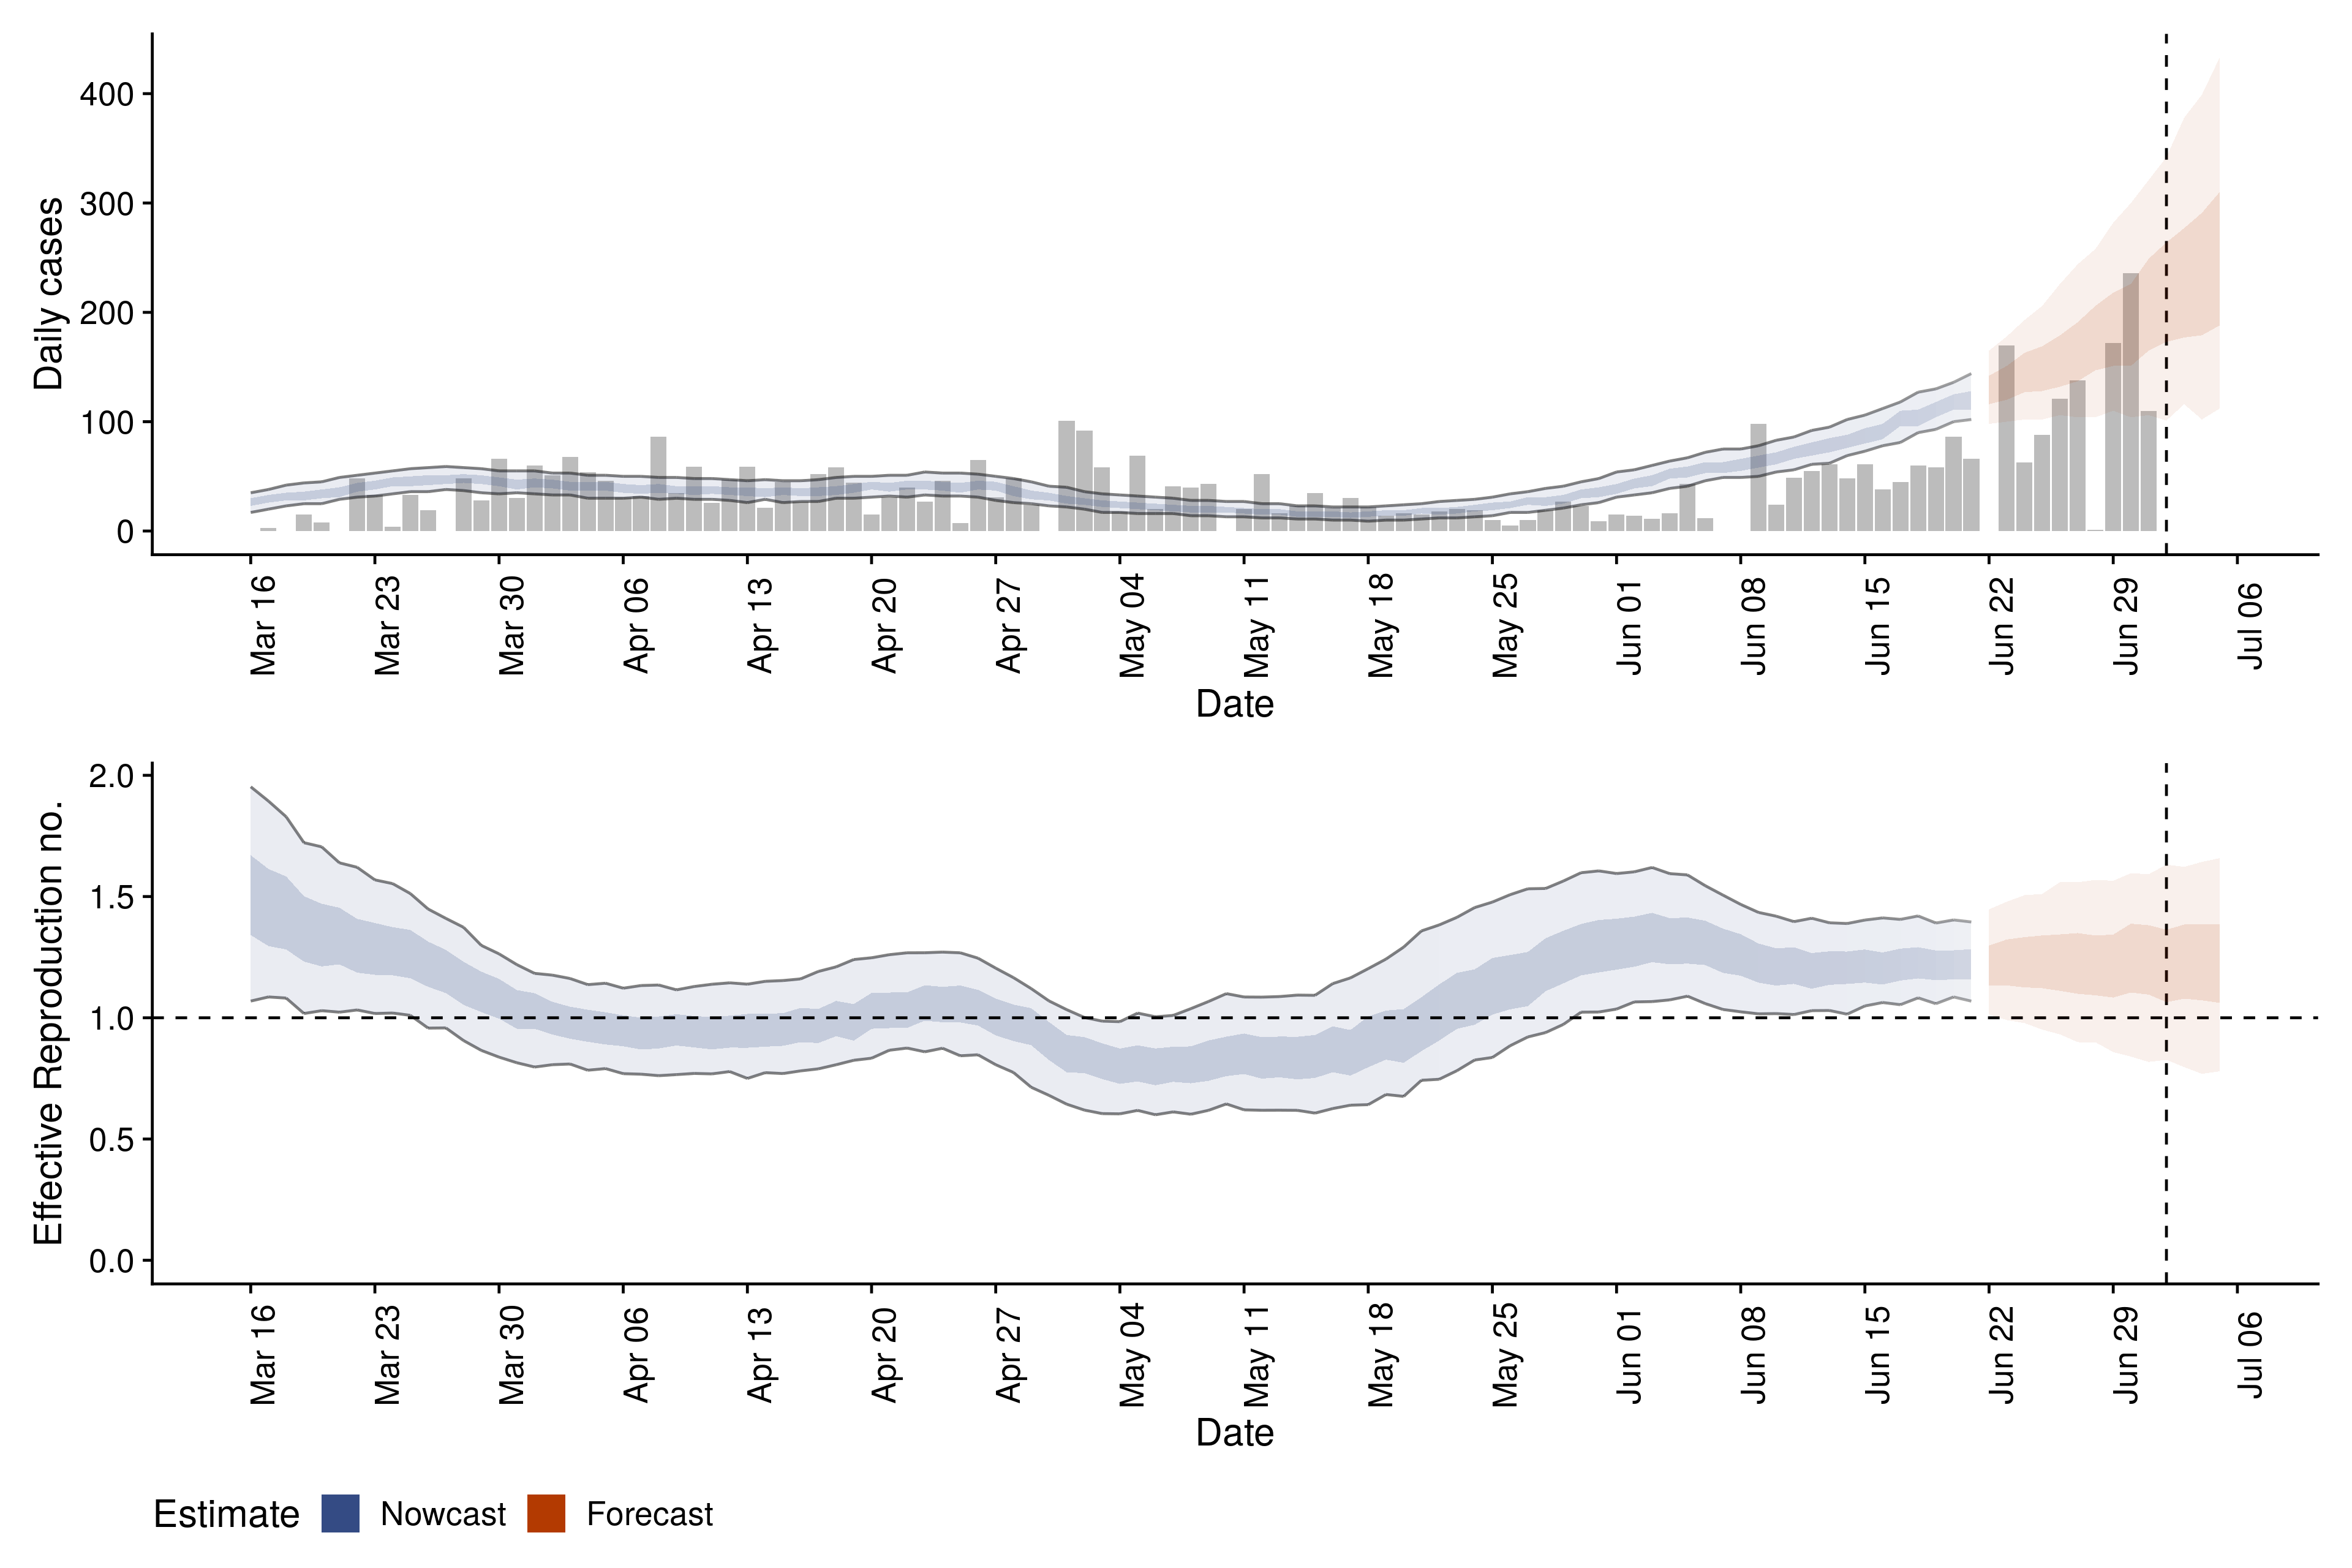 Daily cases
400
300
200
100
0
Mar 16
Mar 23
Mar 30
Apr 06
Apr 13
Apr 20
Apr 27
May 04
May 11
May 18
May 25
Jun 01
Jun 08
Jun 15
Jun 22
Jun 29
Jul 06
Date
Effective Reproduction no.
2.0
1.5
1.0
0.5
0.0
Mar 16
Mar 23
Mar 30
Apr 06
Apr 13
Apr 20
Apr 27
May 04
May 11
May 18
May 25
Jun 01
Jun 08
Jun 15
Jun 22
Jun 29
Jul 06
Date
Estimate Nowcast Forecast